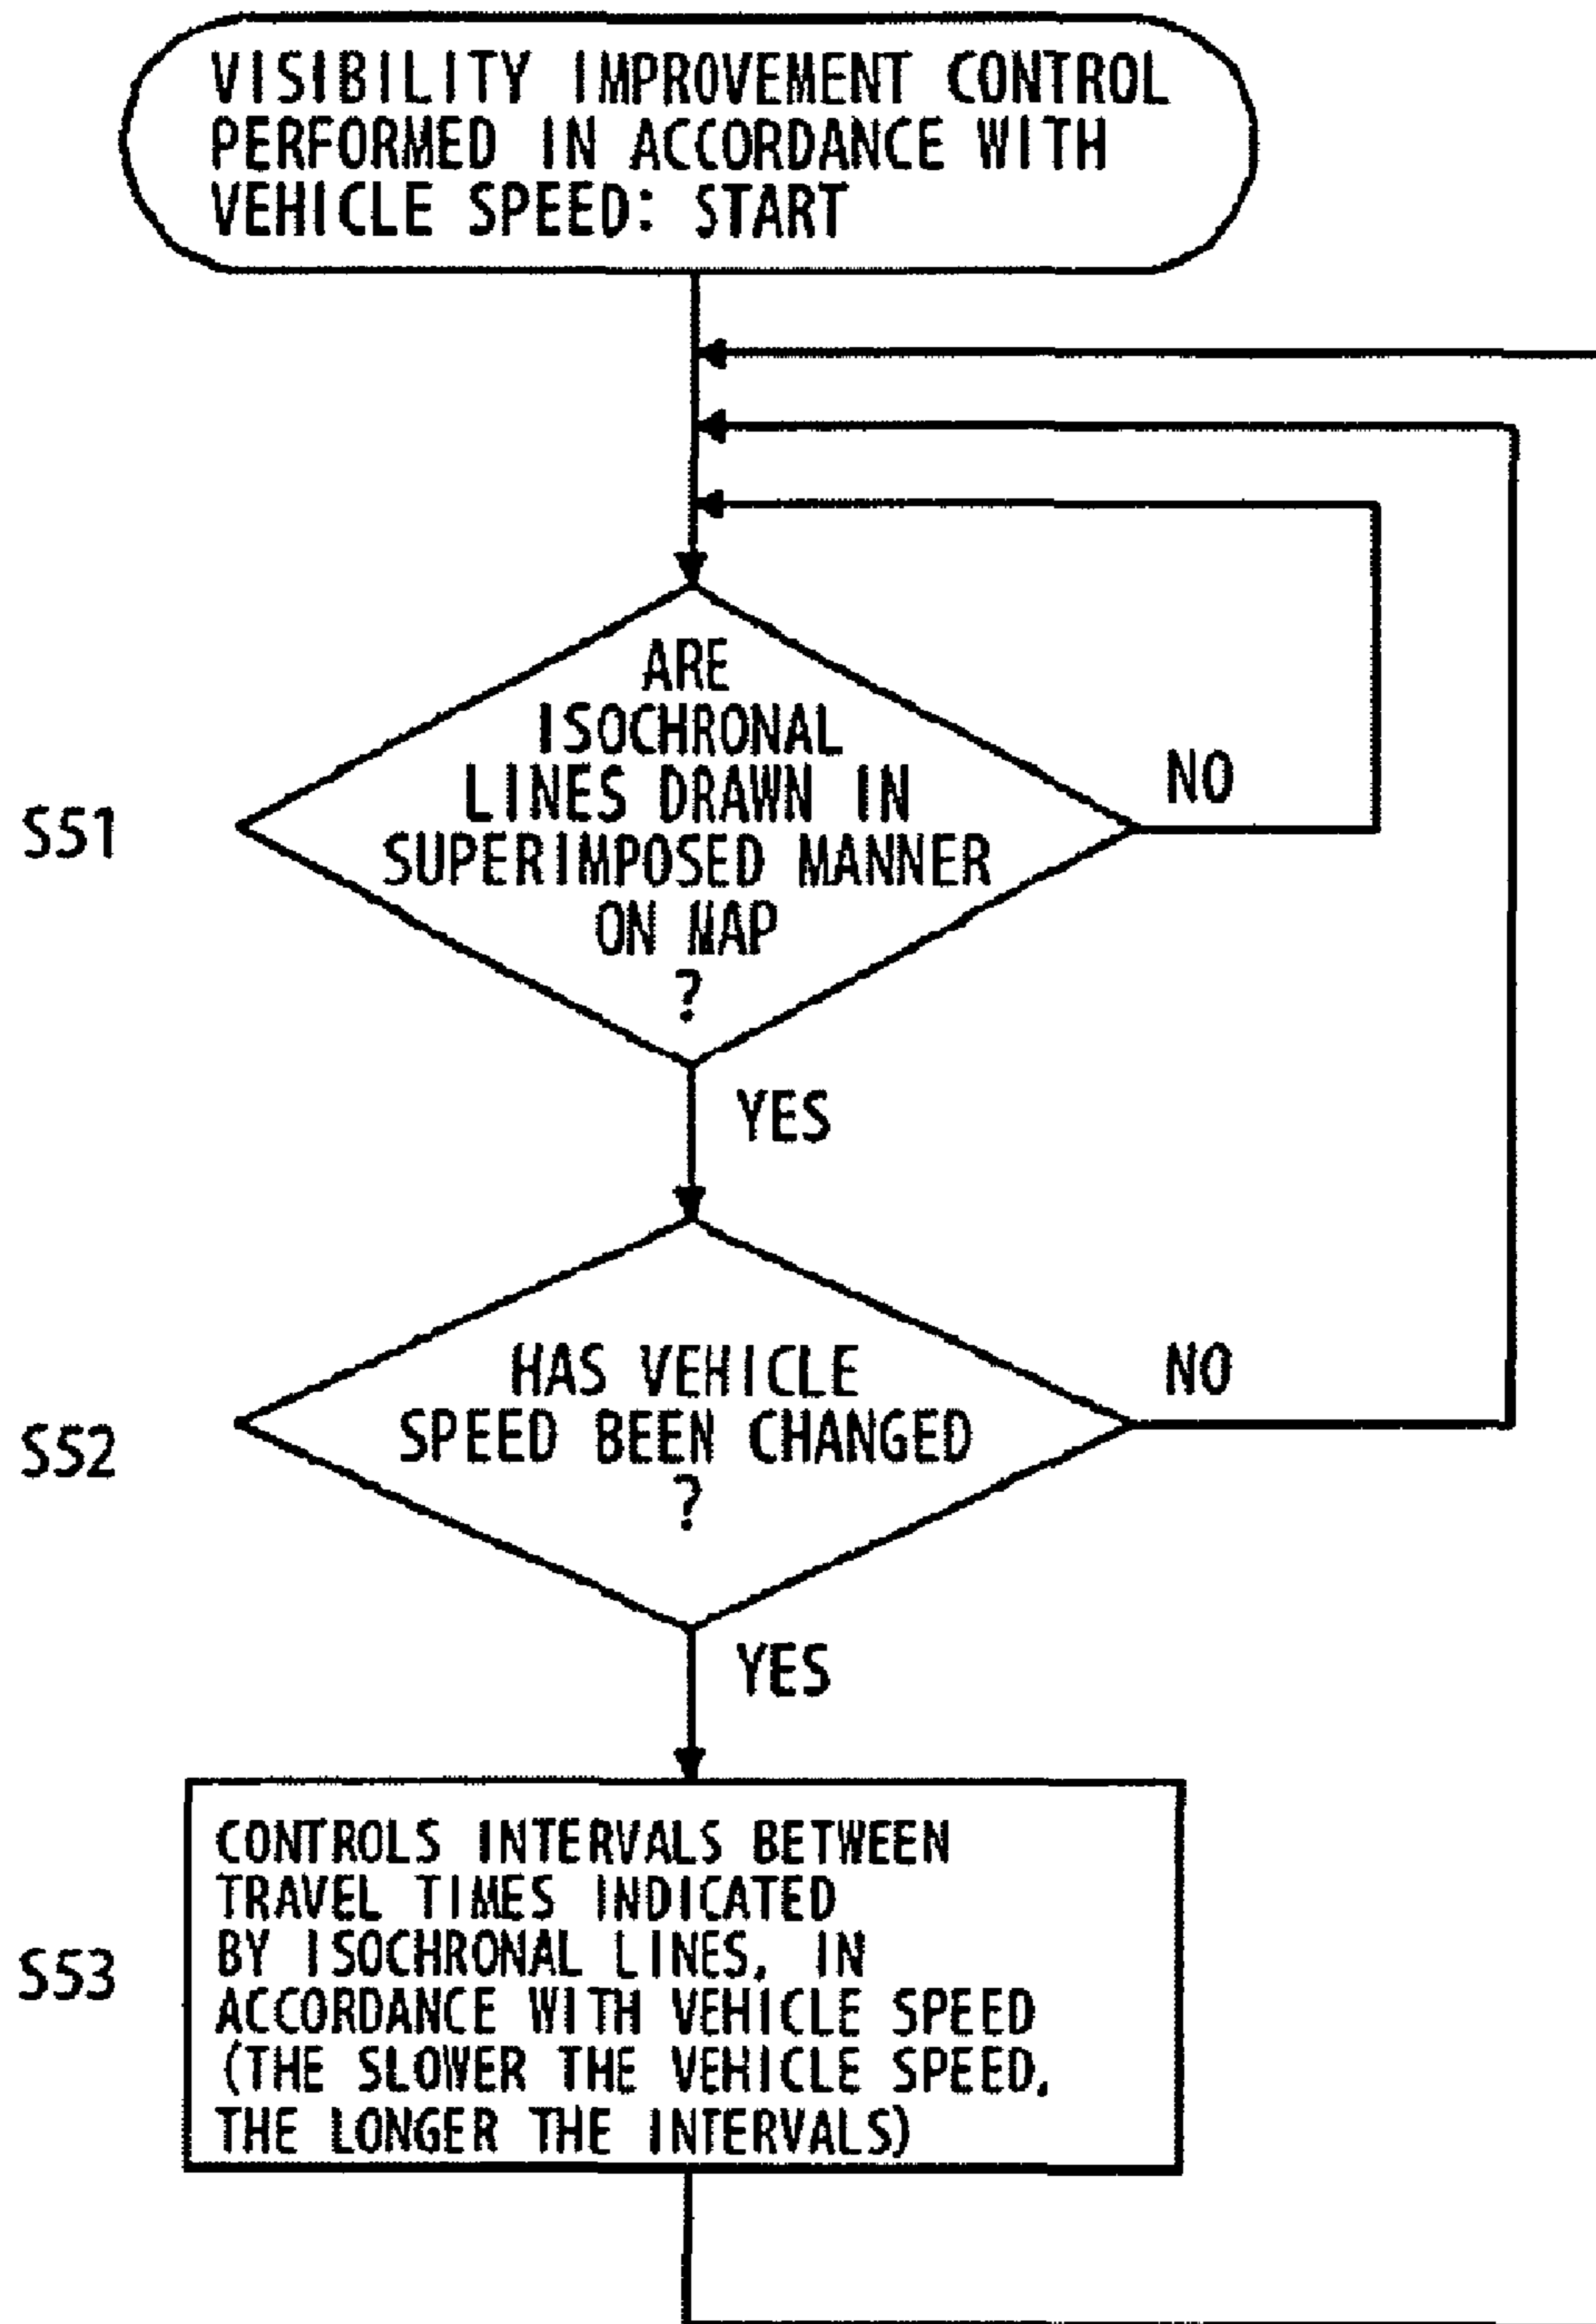 VISIBILITY IMPROVEMENT CONTROL
PERFORMED IN ACCORDANCE WITH
VEHICLE SPEED: START
ARE
ISOCHRONAL
LINES DRAWN IN
SUPERIMPOSED MANNER
ON MAP
?
NO
S51
YES
HAS VEHICLE
SPEED BEEN CHANGED
?
NO
S52
YES
CONTROLS INTERVALS BETWEEN
TRAVEL TIMES INDICATED
BY ISOCHRONAL LINES, IN
ACCORDANCE WITH VEHICLE SPEED
(THE SLOWER THE VEHICLE SPEED,
THE LONGER THE INTERVALS)
S53